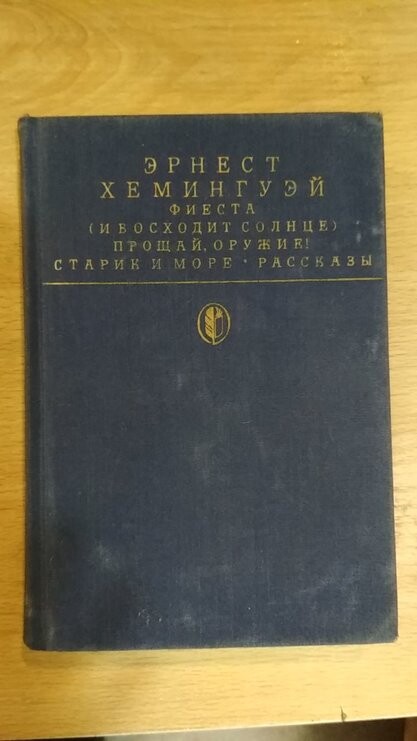 ЭРНЕСТ
ХЕМИНГУЭЙ
ФИЕСТА
(И ВОСХОДИТ СОЛНЦЕ)
ПРОЩАЙ, ОРУЖИЕ!
СТАРИК И МОРЕ • РАССКАЗЫ